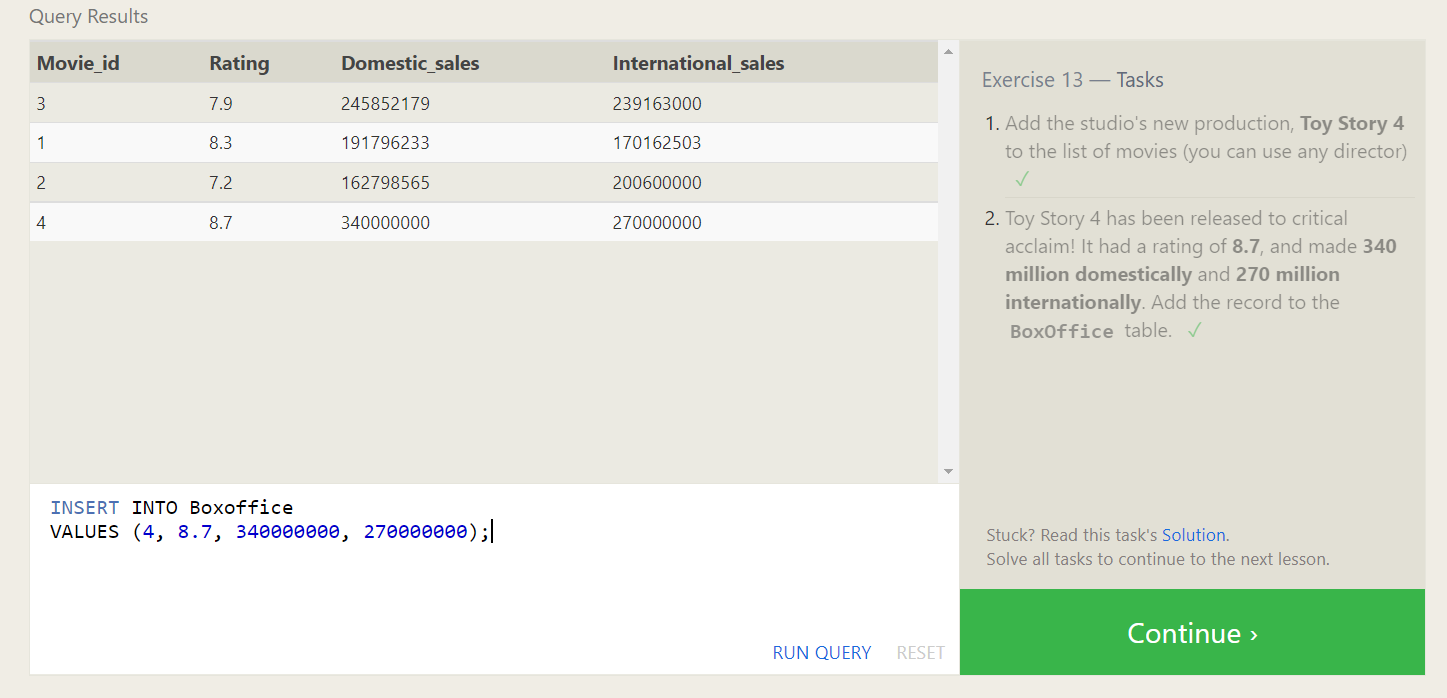 Query Results
Movie_id Rating Domestic_sales International_sales
3 7.9 245852179 239163000
1 8.3 191796233 170162503
2 7.2 162798565 200600000
4 8.7 340000000 270000000
INSERT INTO Boxoffice
VALUES (4, 8.7, 340000000, 270000000);
RUN QUERY RESET
Exercise 13 — Tasks
1. Add the studio's new production, Toy Story 4
to the list of movies (you can use any director)
✓
2. Toy Story 4 has been released to critical
acclaim! It had a rating of 8.7, and made 340
million domestically and 270 million
internationally. Add the record to the
BoxOffice table. ✓
Stuck? Read this task's Solution.
Solve all tasks to continue to the next lesson.
Continue ›